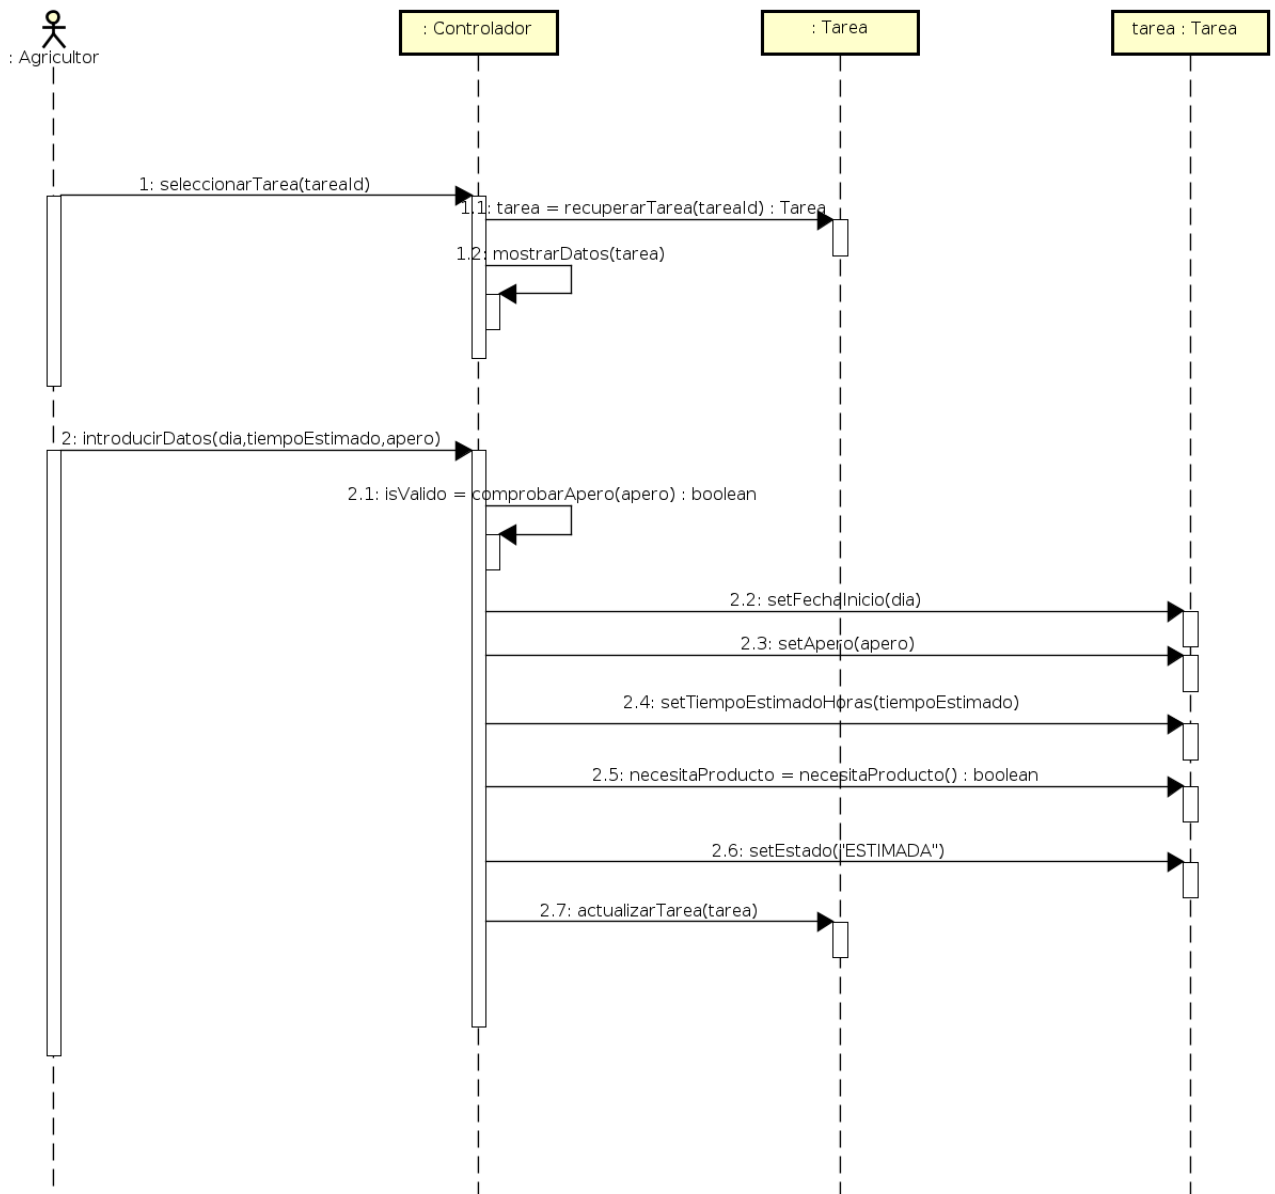 : Agricultor
: Controlador
: Tarea
tarea : Tarea
1: seleccionarTarea(tareaId)
1.1: tarea = recuperarTarea(tareaId) : Tarea
1.2: mostrarDatos(tarea)
2: introducirDatos(dia,tiempoEstimado,apero)
2.1: isValido = comprobarApero(apero) : boolean
2.2: setFechaInicio(dia)
2.3: setApero(apero)
2.4: setTiempoEstimadoHoras(tiempoEstimado)
2.5: necesitaProducto = necesitaProducto() : boolean
2.6: setEstado("ESTIMADA")
2.7: actualizarTarea(tarea)